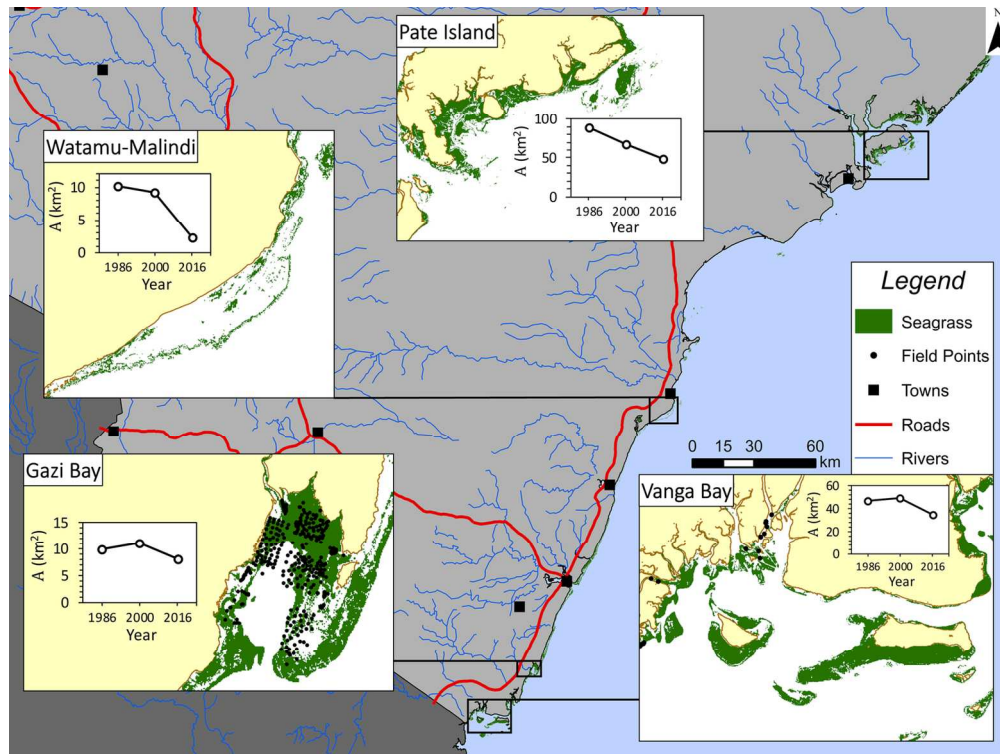 N
Pate Island
A (km²)
100
50
0
1986 2000 2016
Year
Watamu-Malindi
A (km²)
10
5
0
1986 2000 2016
Year
Legend
Seagrass
Field Points
Towns
Roads
Rivers
0 15 30 60
km
Gazi Bay
A (km²)
15
10
5
0
1986 2000 2016
Year
Vanga Bay
A (km²)
60
40
20
0
1986 2000 2016
Year